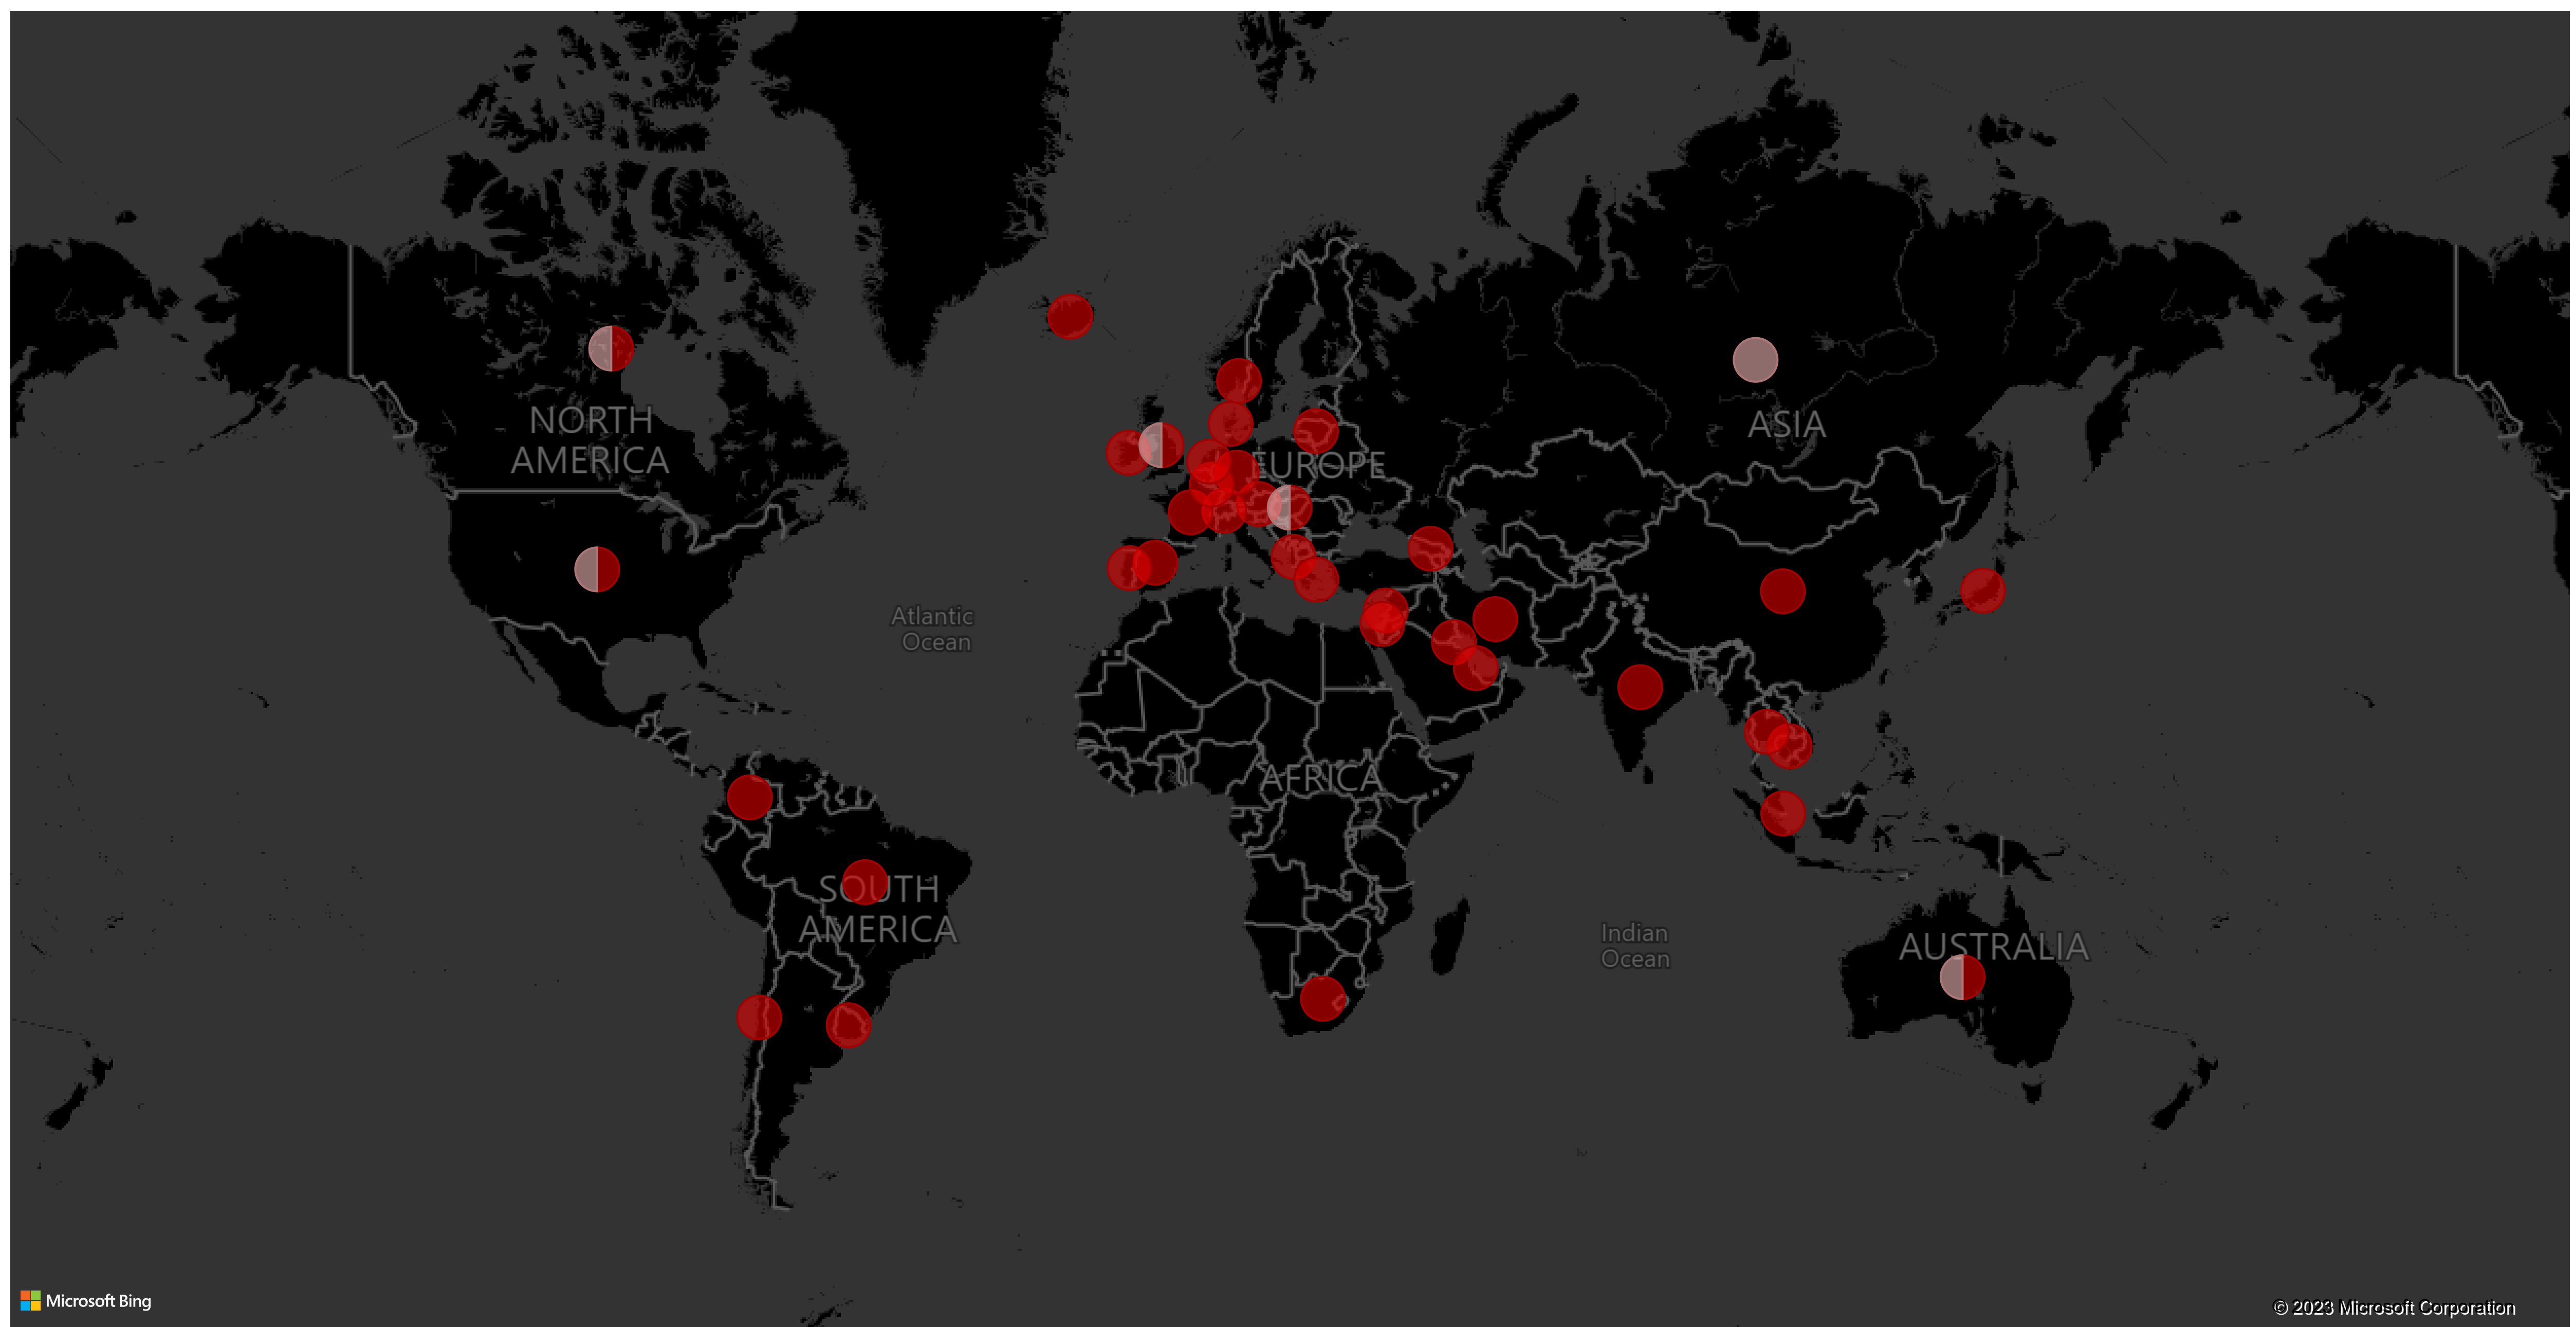 NORTH
AMERICA
ASIA
EUROPE
Atlantic
Ocean
AFRICA
SOUTH
AMERICA
Indian
Ocean
AUSTRALIA
Microsoft Bing
© 2023 Microsoft Corporation